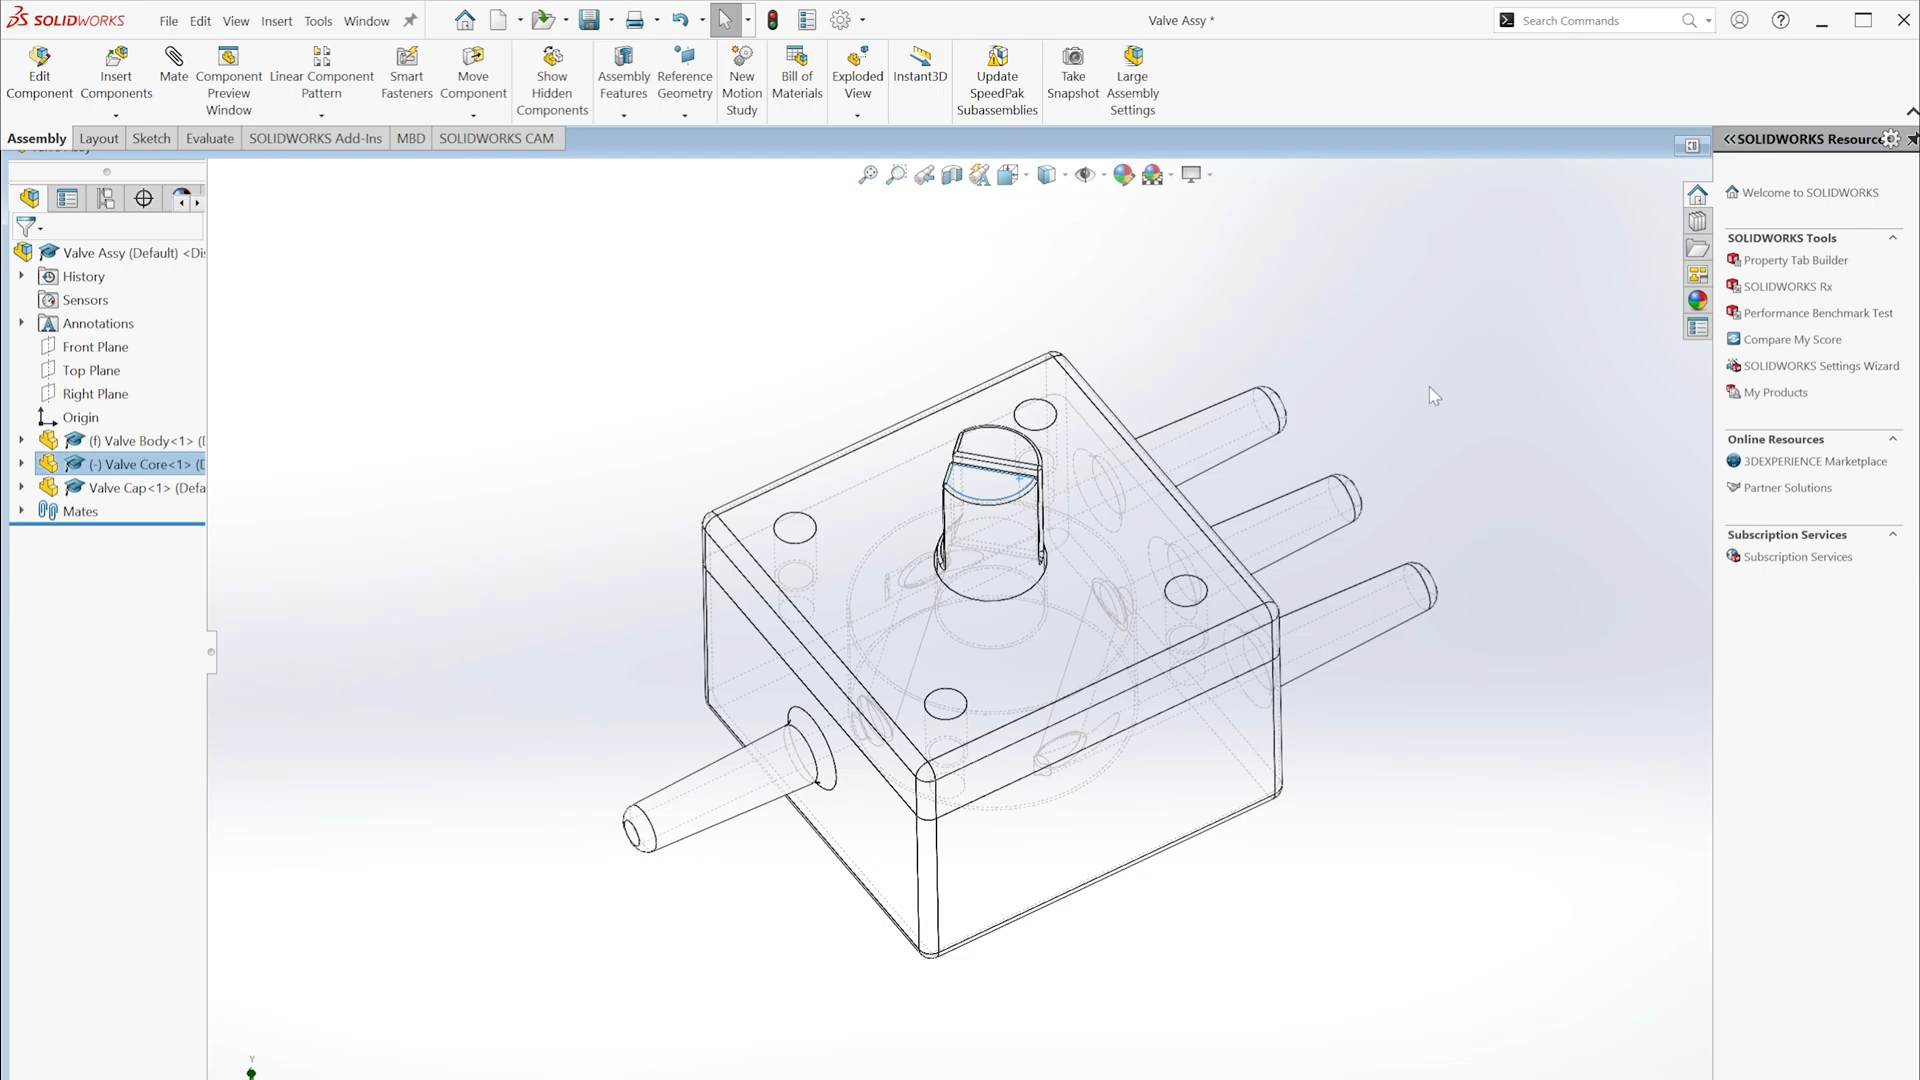 SOLIDWORKS
File Edit View Insert Tools Window
Valve Assy *
Search Commands
Edit Component
Insert Components
Mate
Component Preview Window
Linear Component Pattern
Smart Fasteners
Move Component
Show Hidden Components
Assembly Features
Reference Geometry
New Motion Study
Bill of Materials
Exploded View
Instant3D
Update SpeedPak Subassemblies
Take Snapshot
Large Assembly Settings
Assembly Layout Sketch Evaluate SOLIDWORKS Add-Ins MBD SOLIDWORKS CAM
Valve Assy (Default) <Di
History
Sensors
Annotations
Front Plane
Top Plane
Right Plane
Origin
(f) Valve Body<1> (
(-) Valve Core<1> (
Valve Cap<1> (Defa
Mates
Y
SOLIDWORKS Resourc
Welcome to SOLIDWORKS
SOLIDWORKS Tools
Property Tab Builder
SOLIDWORKS Rx
Performance Benchmark Test
Compare My Score
SOLIDWORKS Settings Wizard
My Products
Online Resources
3DEXPERIENCE Marketplace
Partner Solutions
Subscription Services
Subscription Services